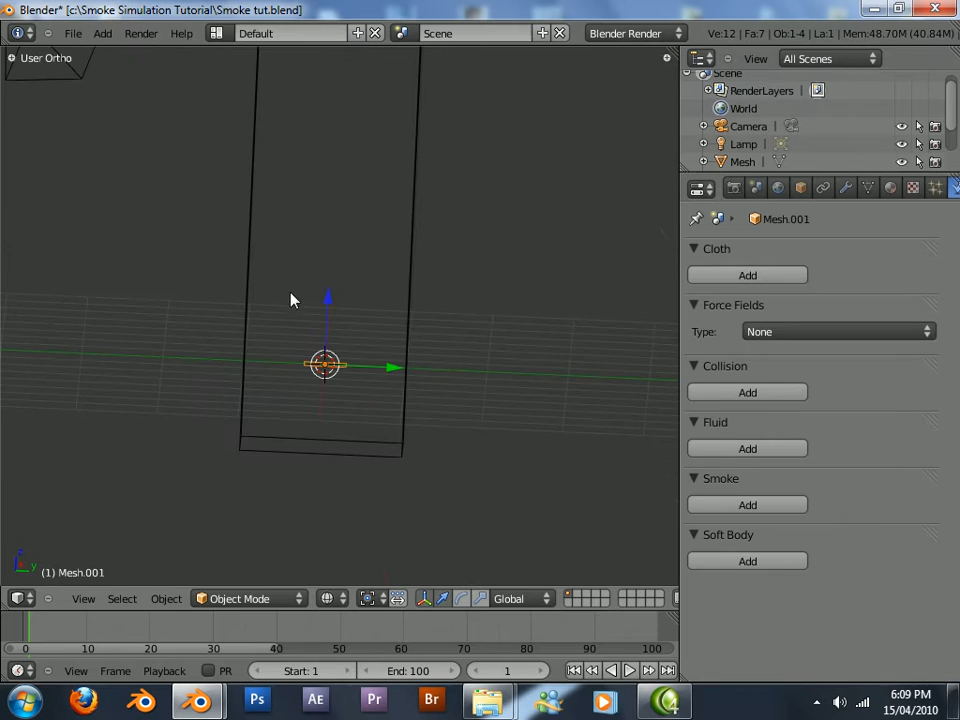 Blender* [c:\Smoke Simulation Tutorial\Smoke tut.blend]
File Add Render Help Default Scene Blender Render Ve:12 | Fa:7 | Ob:1-4 | La:1 | Mem:48.70M (40.84M)
User Ortho
View All Scenes
Scene
RenderLayers
World
Camera
Lamp
Mesh
Mesh.001
Cloth
Add
Force Fields
Type: None
Collision
Add
Fluid
Add
Smoke
Add
Soft Body
Add
z
y
(1) Mesh.001
View Select Object Object Mode Global
0 10 20 30 40 50 60 70 80 90 100
View Frame Playback PR Start: 1 End: 100 1
Ps Ae Pr Br
6:09 PM
15/04/2010